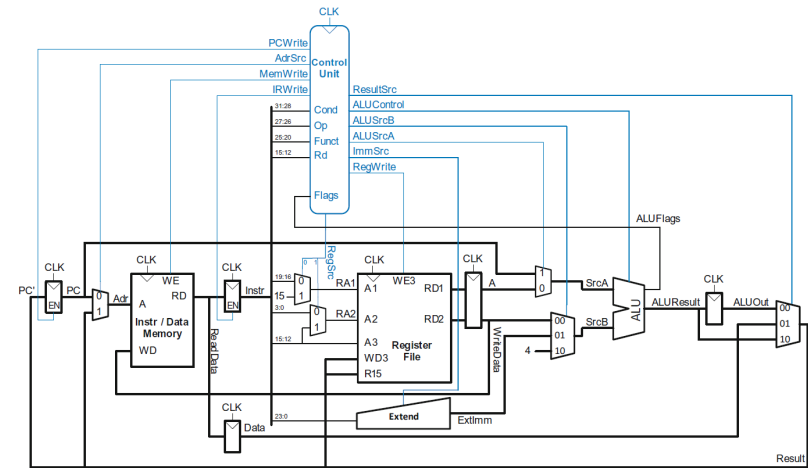 CLK
PCWrite
AdrSrc
MemWrite
IRWrite
Control
Unit
ResultSrc
ALUControl
ALUSrcB
ALUSrcA
ImmSrc
RegWrite
31:28
Cond
27:26
Op
25:20
Funct
15:12
Rd
Flags
ALUFlags
RegSrc
0 1
CLK
CLK
CLK
CLK
CLK
CLK
PC'
PC
EN
0
1
Adr
WE
RD
A
Instr / Data
Memory
WD
ReadData
EN
Instr
19:16
15
0
1
RA1
3:0
0
1
RA2
15:12
A1
A2
A3
WD3
R15
WE3
RD1
RD2
Register
File
A
WriteData
1
0
SrcA
00
01
10
4
SrcB
ALU
ALUResult
ALUOut
00
01
10
23:0
Extend
ExtImm
CLK
Data
Result